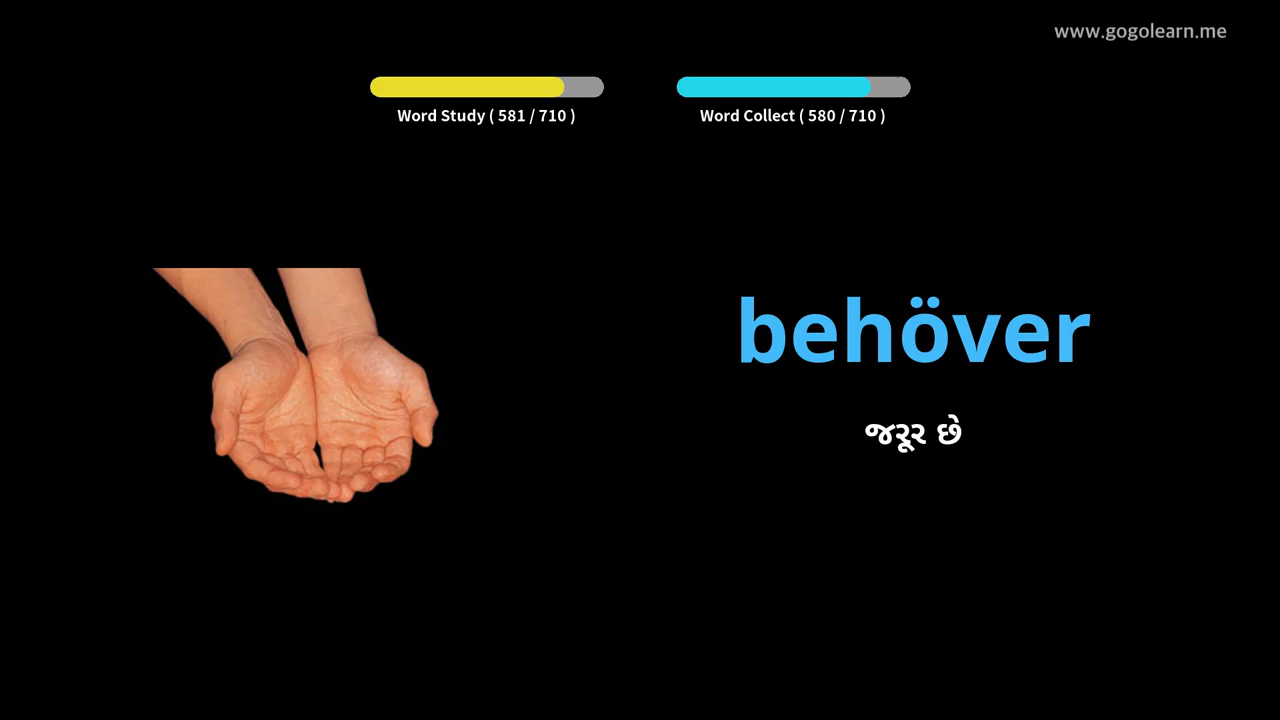 www.gogolearn.me
Word Study ( 581 / 710 )
Word Collect ( 580 / 710 )
behöver
જરૂર છે